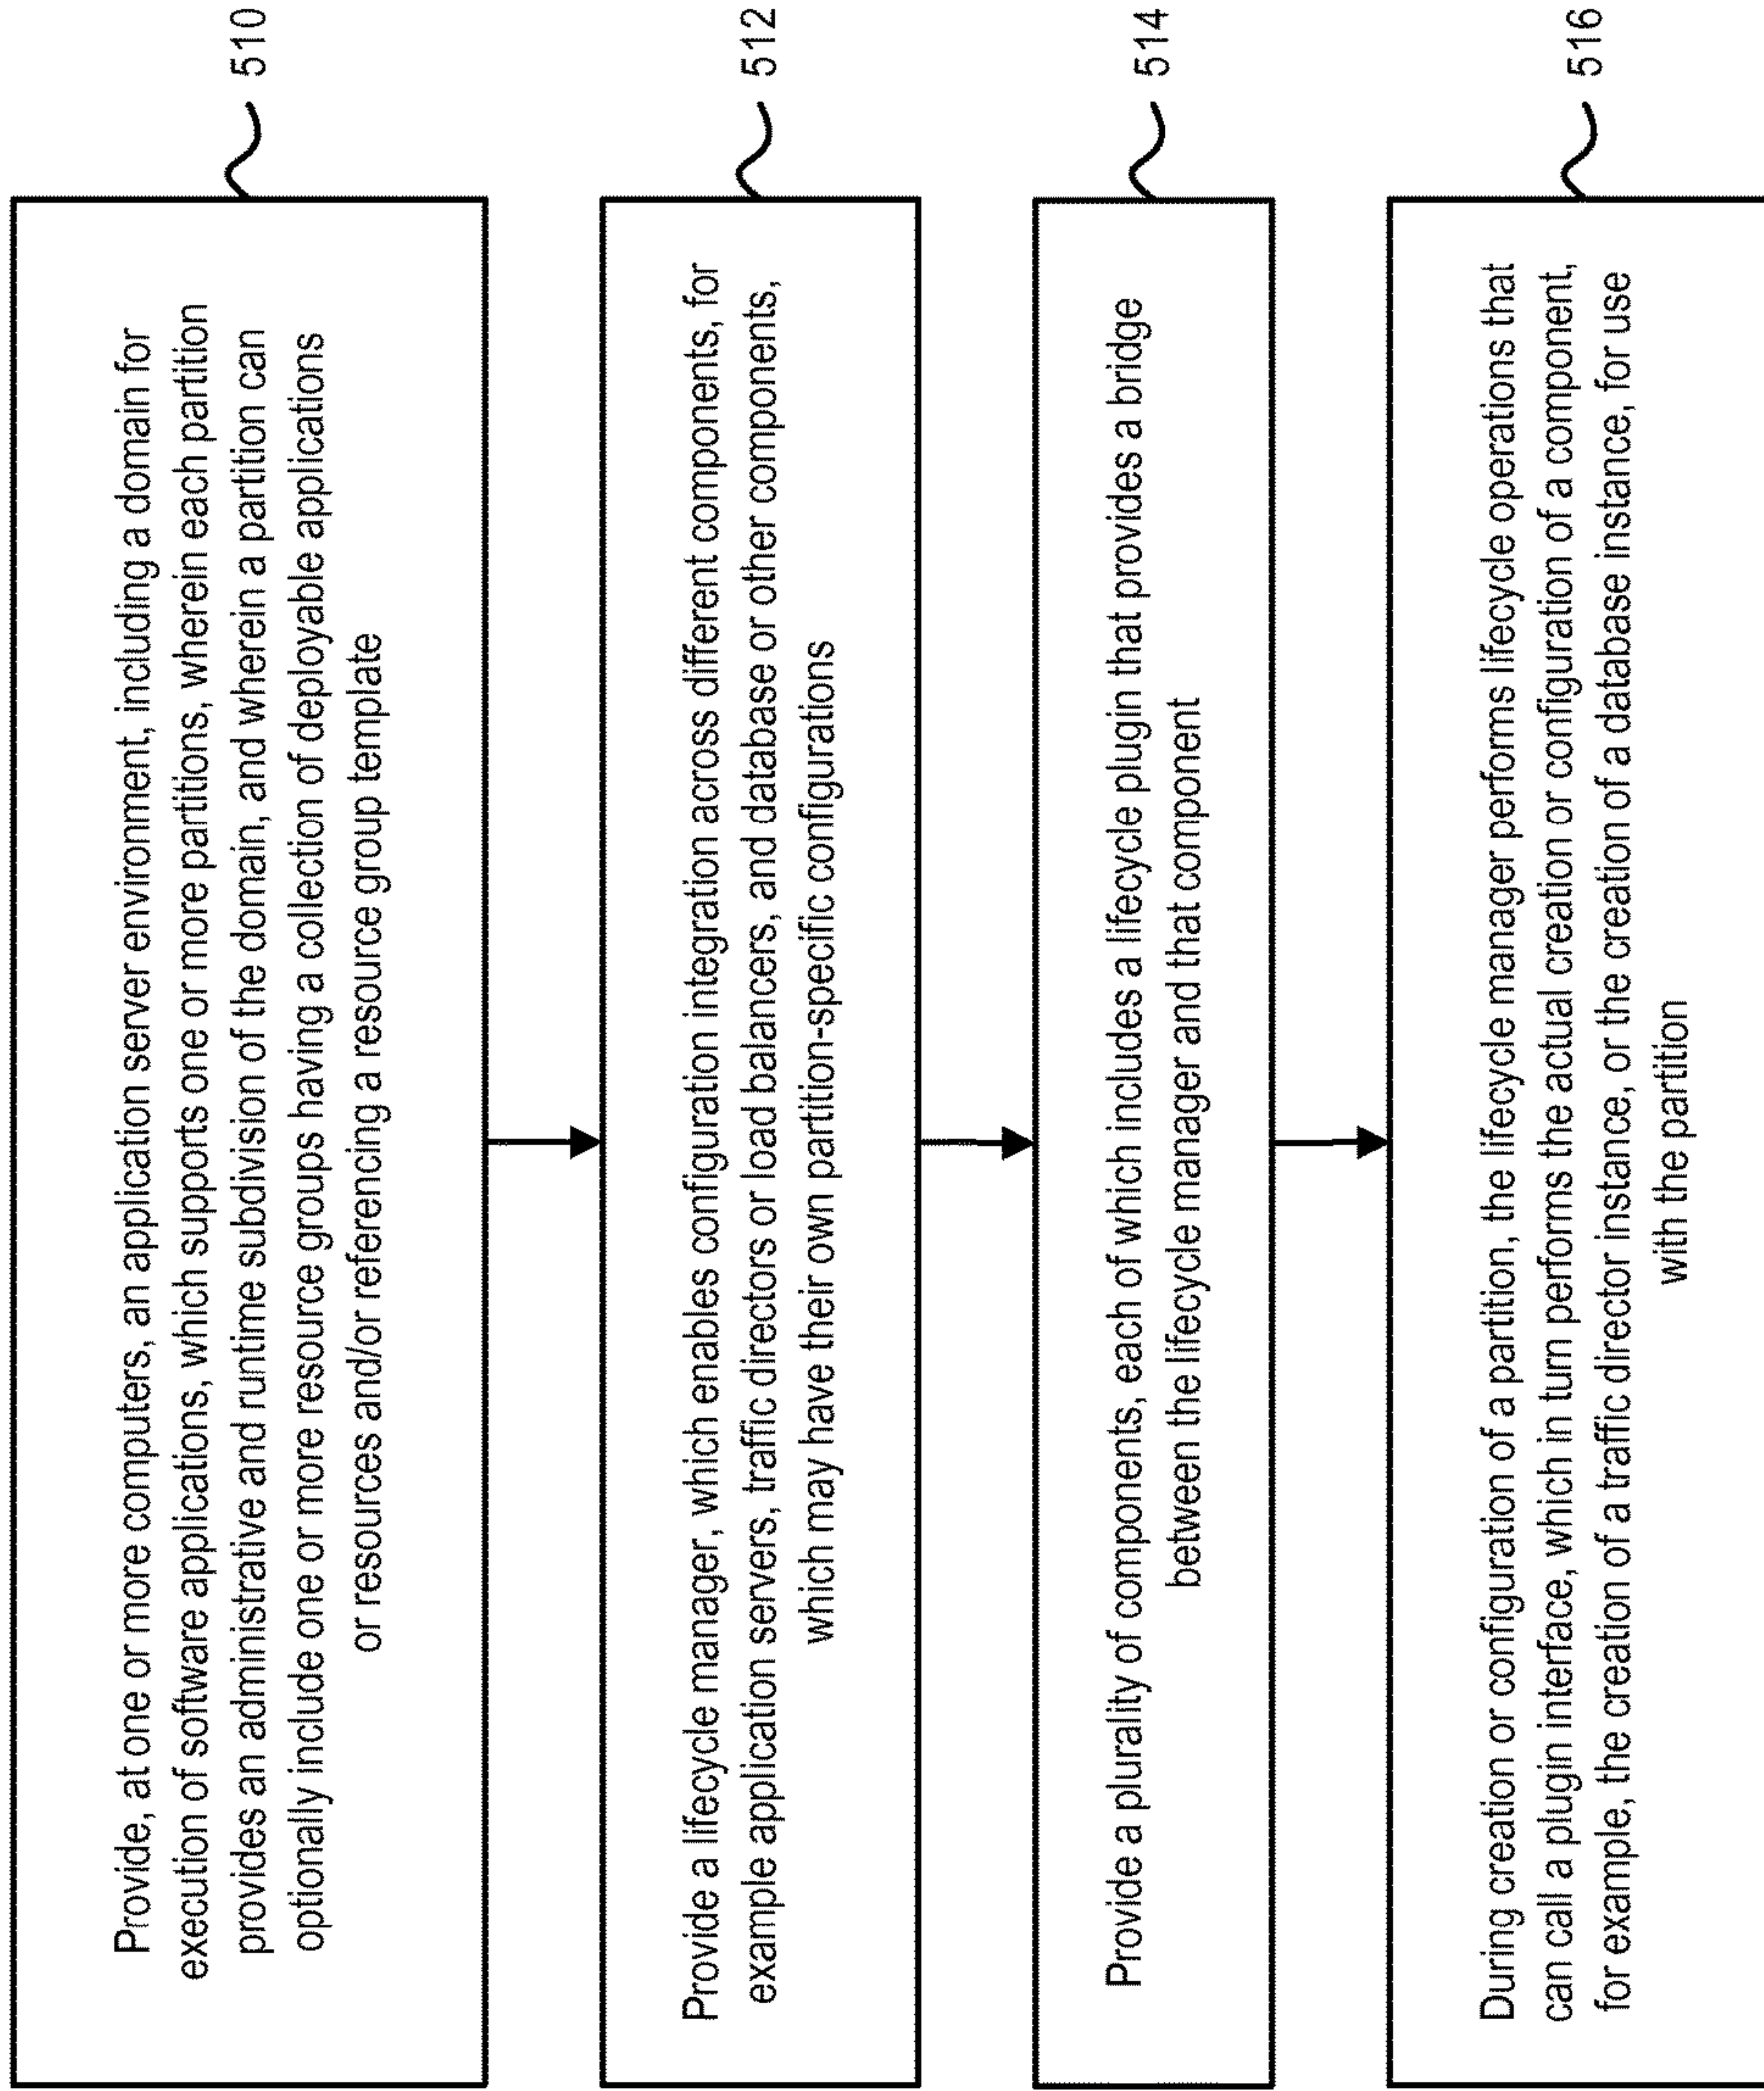 Provide, at one or more computers, an application server environment, including a domain for
execution of software applications, which supports one or more partitions, wherein each partition
provides an administrative and runtime subdivision of the domain, and wherein a partition can
optionally include one or more resource groups having a collection of deployable applications
or resources and/or referencing a resource group template
510
Provide a lifecycle manager, which enables configuration integration across different components, for
example application servers, traffic directors or load balancers, and database or other components,
which may have their own partition-specific configurations
512
Provide a plurality of components, each of which includes a lifecycle plugin that provides a bridge
between the lifecycle manager and that component
514
During creation or configuration of a partition, the lifecycle manager performs lifecycle operations that
can call a plugin interface, which in turn performs the actual creation or configuration of a component,
for example, the creation of a traffic director instance, or the creation of a database instance, for use
with the partition
516